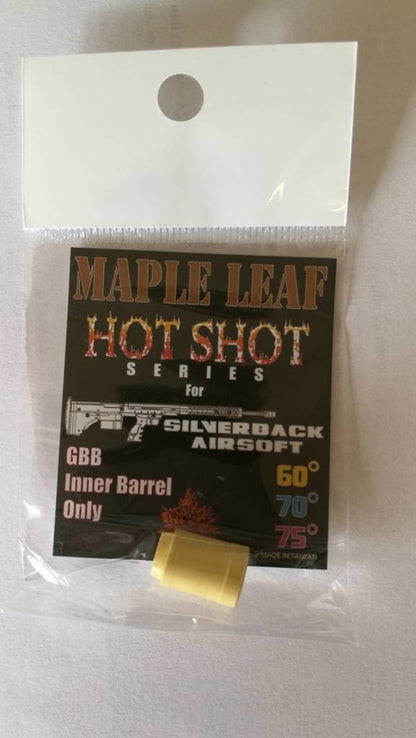 MAPLE LEAF
HOT SHOT
SERIES
For
SILVERBACK
AIRSOFT
GBB
Inner Barrel
Only
60°
70°
75°
MADE IN TAIWAN